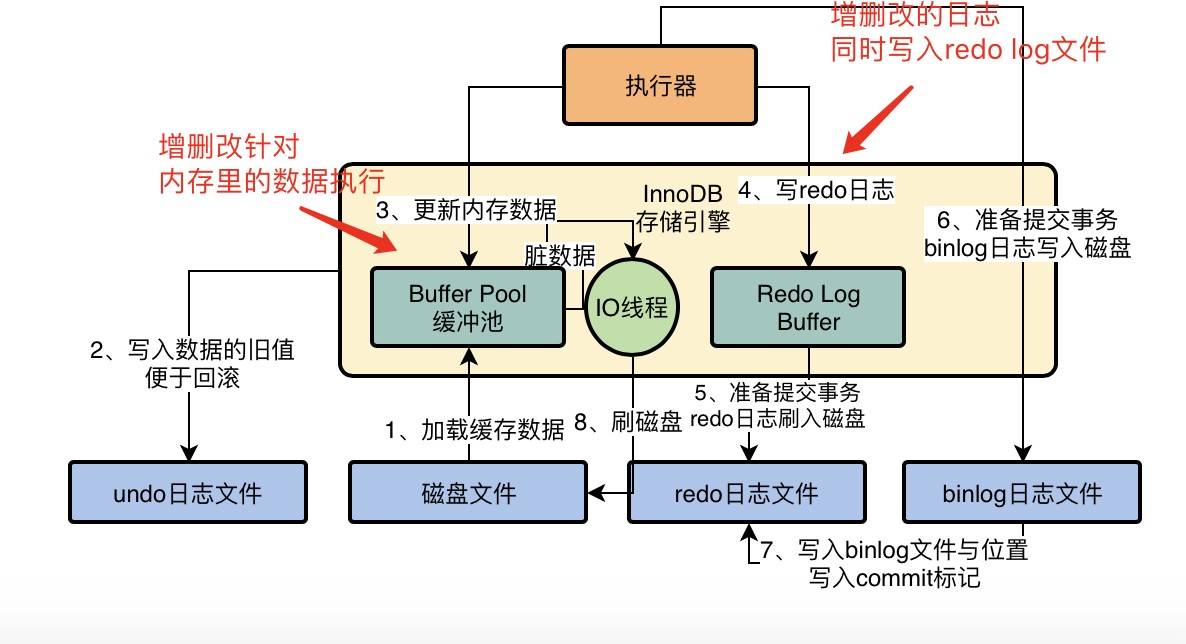 增删改的日志
同时写入redo log文件
执行器
增删改针对
内存里的数据执行
InnoDB
存储引擎
4、写redo日志
3、更新内存数据
6、准备提交事务
binlog日志写入磁盘
脏数据
Buffer Pool
缓冲池
IO线程
Redo Log
Buffer
2、写入数据的旧值
便于回滚
5、准备提交事务
redo日志刷入磁盘
1、加载缓存数据
8、刷磁盘
undo日志文件
磁盘文件
redo日志文件
binlog日志文件
7、写入binlog文件与位置
写入commit标记